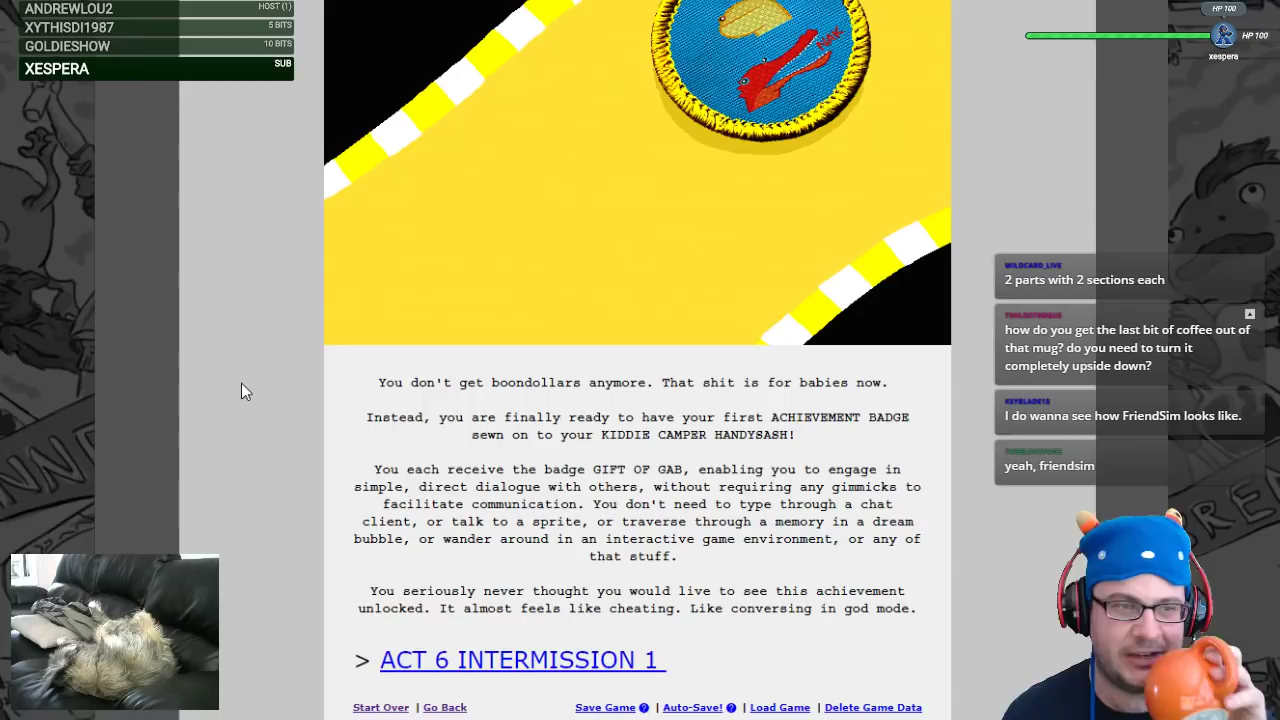 ANDREWLOU2 HOST (1)
XYTHISDI1987 5 BITS
GOLDIESHOW 10 BITS
XESPERA SUB
HP 100
HP 100
xespera
NAK
WILDCARD_LIVE
2 parts with 2 sections each
how do you get the last bit of coffee out of
that mug? do you need to turn it
completely upside down?
KEYBLADE13
I do wanna see how FriendSim looks like.
yeah, friendsim
You don't get boondollars anymore. That shit is for babies now.
Instead, you are finally ready to have your first ACHIEVEMENT BADGE
sewn on to your KIDDIE CAMPER HANDYSASH!
You each receive the badge GIFT OF GAB, enabling you to engage in
simple, direct dialogue with others, without requiring any gimmicks to
facilitate communication. You don't need to type through a chat
client, or talk to a sprite, or traverse through a memory in a dream
bubble, or wander around in an interactive game environment, or any of
that stuff.
You seriously never thought you would live to see this achievement
unlocked. It almost feels like cheating. Like conversing in god mode.
> ACT 6 INTERMISSION 1
Start Over | Go Back Save Game ? | Auto-Save! ? | Load Game | Delete Game Data